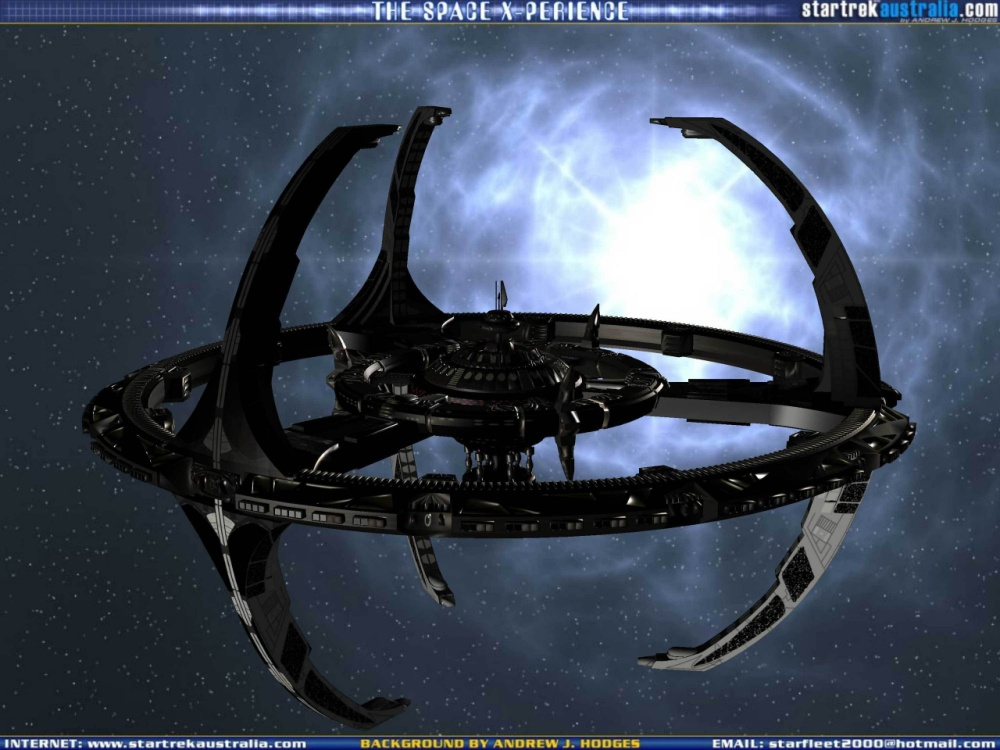 THE SPACE X-PERIENCE
startrekaustralia.com
by ANDREW J. HODGES
INTERNET: www.startrekaustralia.com
BACKGROUND BY ANDREW J. HODGES
EMAIL: starfleet2000@hotmail.com